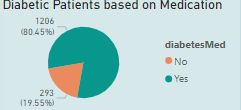 Diabetic Patients based on Medication
1206
(80.45%)
diabetesMed
No
Yes
293
(19.55%)